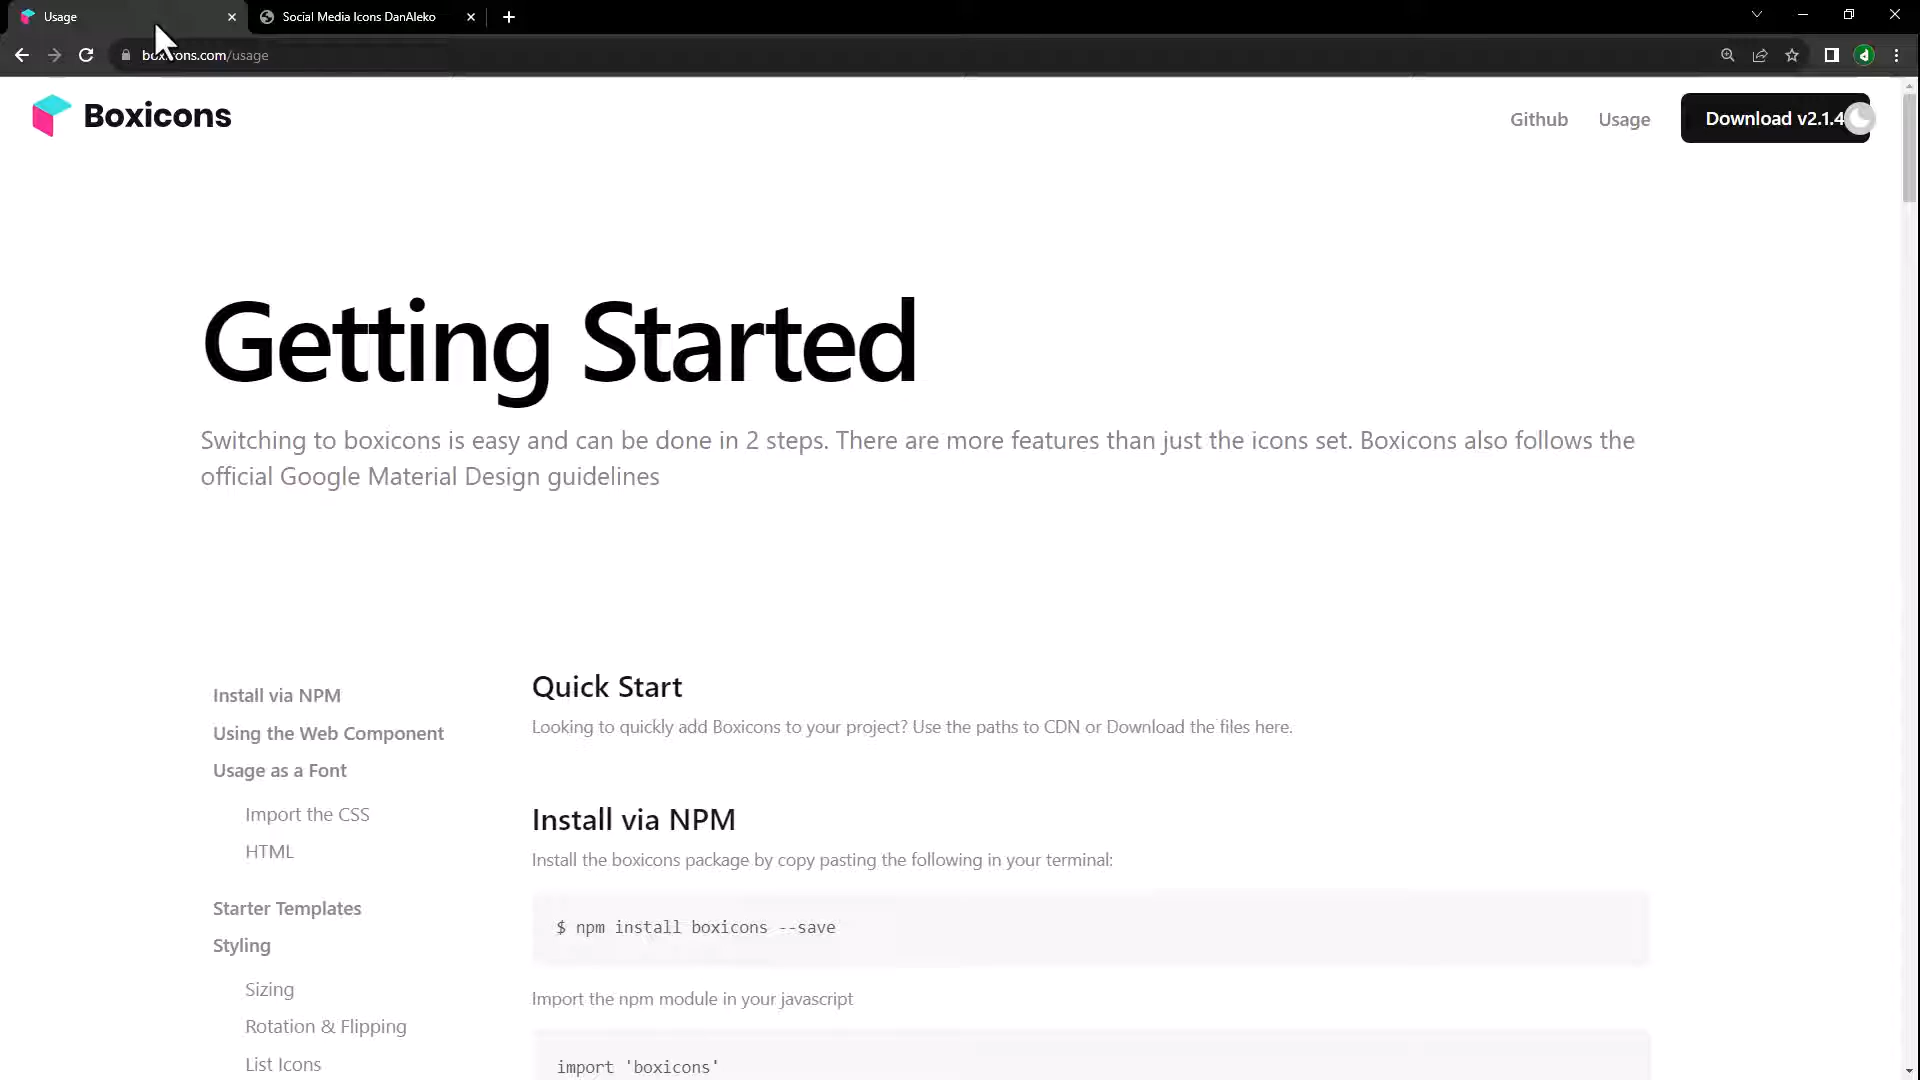 Usage
Social Media Icons DanAleko
boxicons.com/usage
Boxicons
Github
Usage
Download v2.1.4
Getting Started
Switching to boxicons is easy and can be done in 2 steps. There are more features than just the icons set. Boxicons also follows the
official Google Material Design guidelines
Install via NPM
Using the Web Component
Usage as a Font
Import the CSS
HTML
Starter Templates
Styling
Sizing
Rotation & Flipping
List Icons
Quick Start
Looking to quickly add Boxicons to your project? Use the paths to CDN or Download the files here.
Install via NPM
Install the boxicons package by copy pasting the following in your terminal:
$ npm install boxicons --save
Import the npm module in your javascript
import 'boxicons'